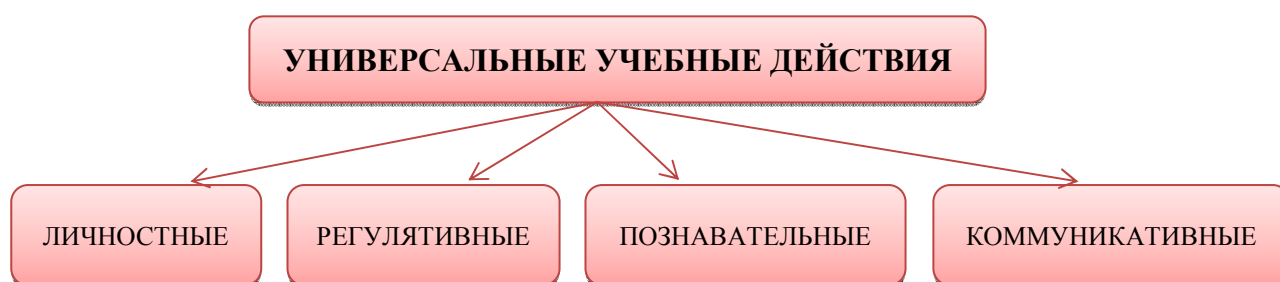 УНИВЕРСАЛЬНЫЕ УЧЕБНЫЕ ДЕЙСТВИЯ
ЛИЧНОСТНЫЕ
РЕГУЛЯТИВНЫЕ
ПОЗНАВАТЕЛЬНЫЕ
КОММУНИКАТИВНЫЕ